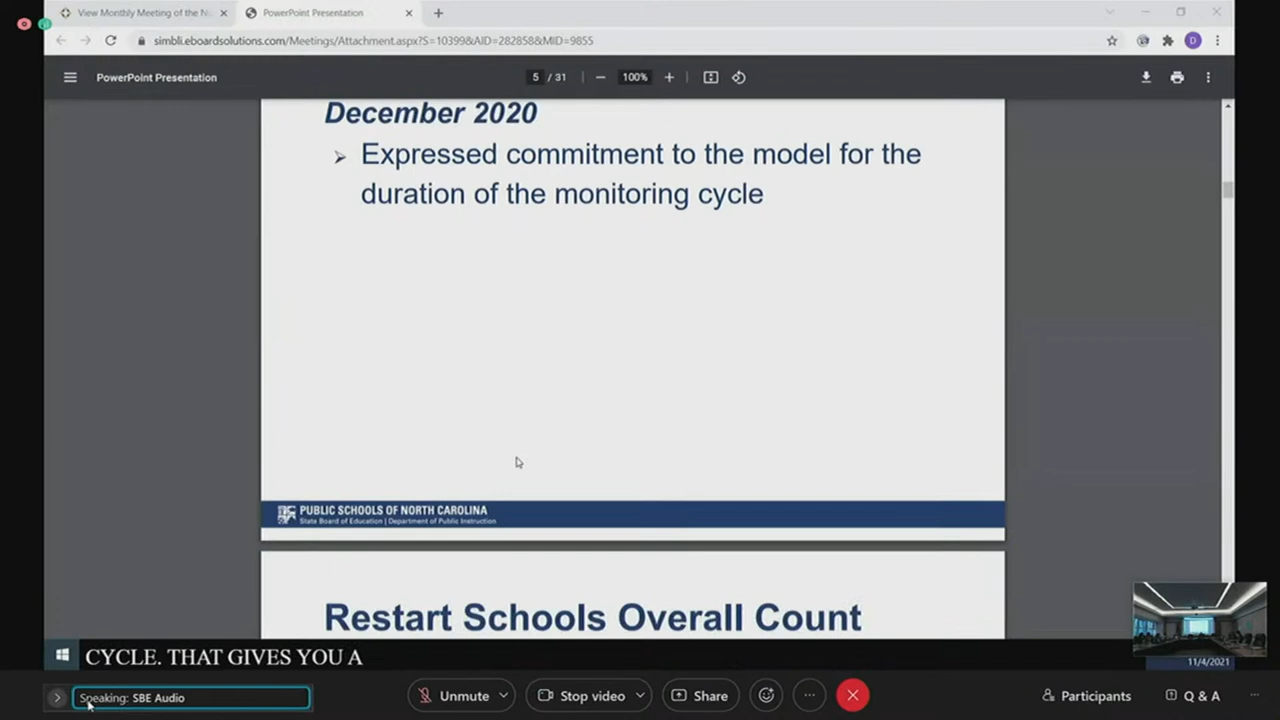 View Monthly Meeting of the N
PowerPoint Presentation
simbli.eboardsolutions.com/Meetings/Attachment.aspx?S=10399&AID=282858&MID=9855
D
PowerPoint Presentation
5 / 31
100%
December 2020
Expressed commitment to the model for the
duration of the monitoring cycle
PUBLIC SCHOOLS OF NORTH CAROLINA
State Board of Education | Department of Public Instruction
Restart Schools Overall Count
CYCLE. THAT GIVES YOU A
11/4/2021
Speaking: SBE Audio
Unmute
Stop video
Share
Participants
Q & A